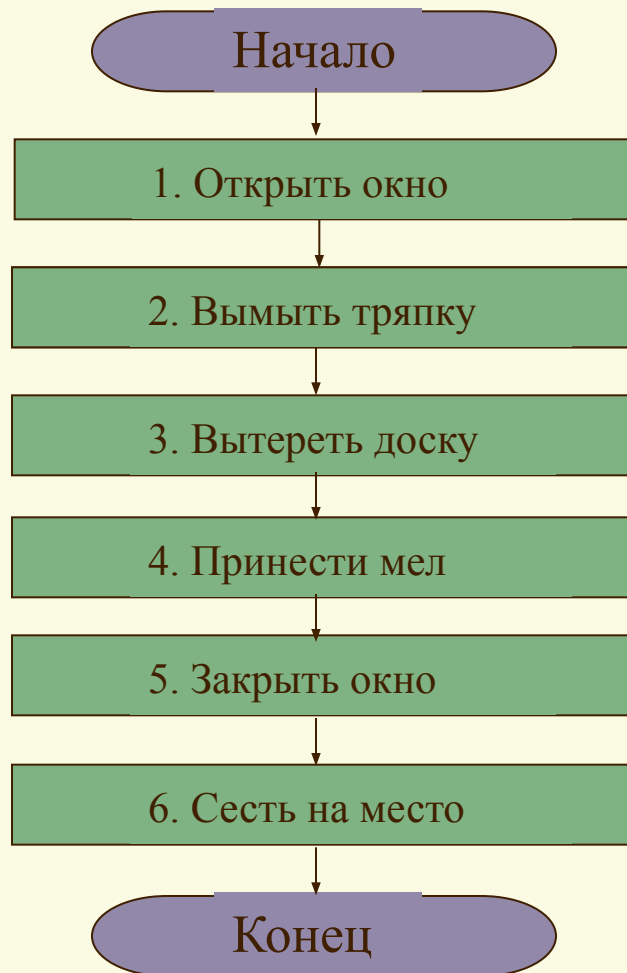 Начало
1. Открыть окно
2. Вымыть тряпку
3. Вытереть доску
4. Принести мел
5. Закрыть окно
6. Сесть на место
Конец